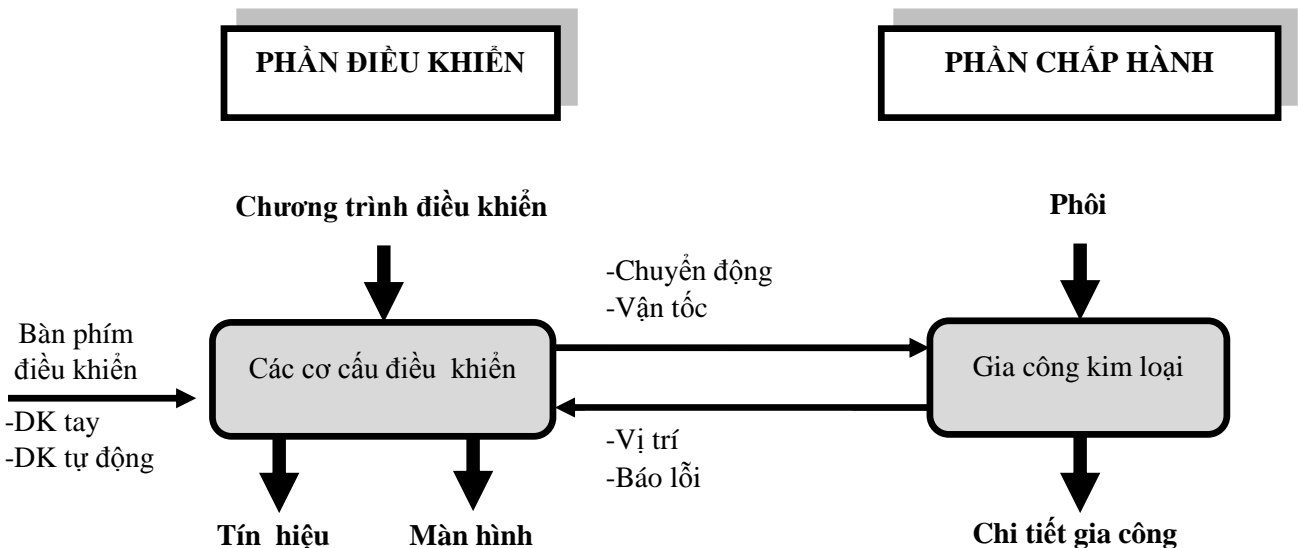 PHẦN ĐIỀU KHIỂN
PHẦN CHẤP HÀNH
Chương trình điều khiển
Phôi
-Chuyển động
-Vận tốc
Bàn phím
điều khiển
-DK tay
-DK tự động
Các cơ cấu điều khiển
Gia công kim loại
-Vị trí
-Báo lỗi
Tín hiệu
Màn hình
Chi tiết gia công